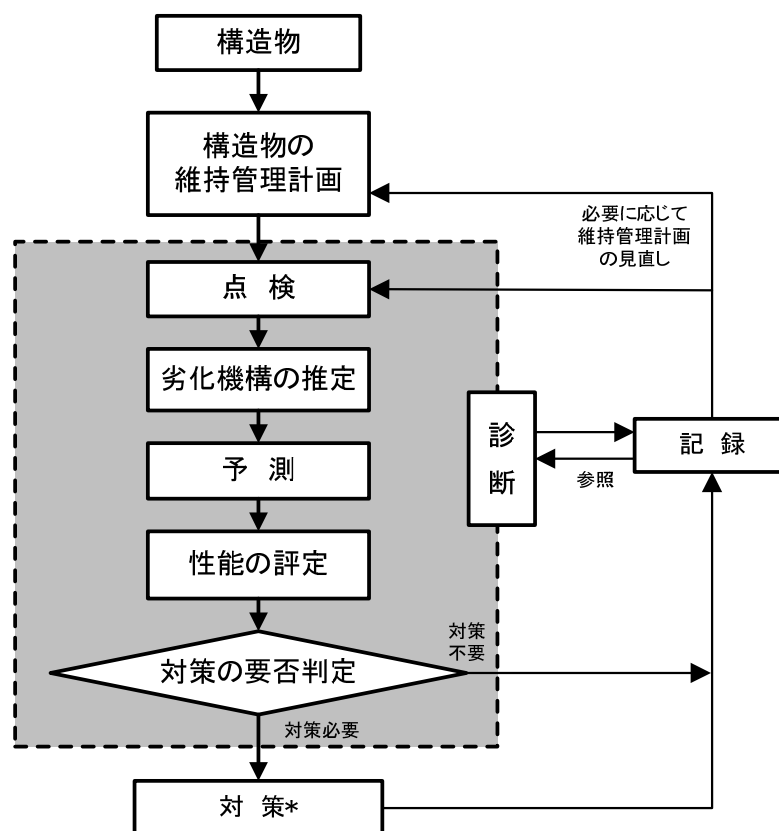 構造物
構造物の
維持管理計画
必要に応じて
維持管理計画
の見直し
点 検
劣化機構の推定
診
断
記 録
参照
予 測
性能の評定
対策
不要
対策の要否判定
対策必要
対 策*